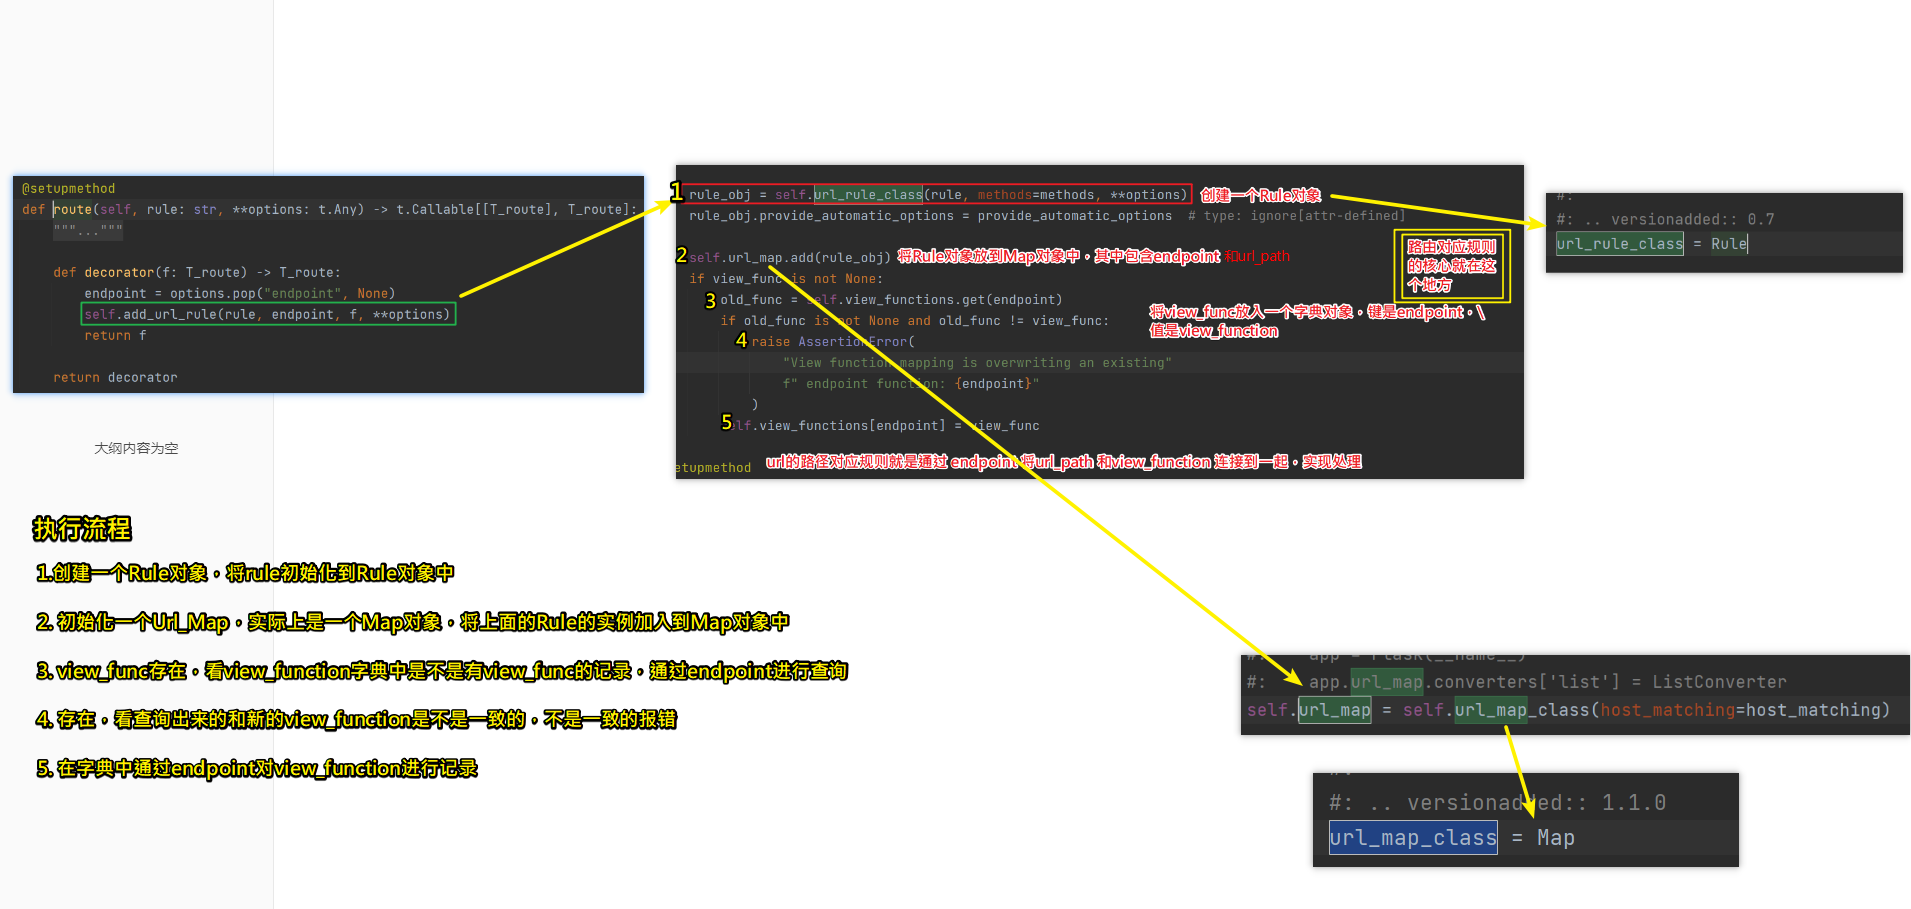 @setupmethod
def route(self, rule: str, **options: t.Any) -> t.Callable[[T_route], T_route]:
"""..."""
def decorator(f: T_route) -> T_route:
endpoint = options.pop("endpoint", None)
self.add_url_rule(rule, endpoint, f, **options)
return f
return decorator
大纲内容为空
1 rule_obj = self.url_rule_class(rule, methods=methods, **options) 创建一个Rule对象
rule_obj.provide_automatic_options = provide_automatic_options # type: ignore[attr-defined]
2 self.url_map.add(rule_obj) 将Rule对象放到Map对象中，其中包含endpoint 和url_path
if view_func is not None:
3 old_func = self.view_functions.get(endpoint)
if old_func is not None and old_func != view_func:
4 raise AssertionError(
"View function mapping is overwriting an existing"
f" endpoint function: {endpoint}"
)
5 self.view_functions[endpoint] = view_func
etupmethod
url的路径对应规则就是通过 endpoint 将url_path 和view_function 连接到一起，实现处理
路由对应规则
的核心就在这
个地方
将view_func放入一个字典对象，键是endpoint，\
值是view_function
#:
#: .. versionadded:: 0.7
url_rule_class = Rule
执行流程
1.创建一个Rule对象，将rule初始化到Rule对象中
2. 初始化一个Url_Map，实际上是一个Map对象，将上面的Rule的实例加入到Map对象中
3. view_func存在，看view_function字典中是不是有view_func的记录，通过endpoint进行查询
4. 存在，看查询出来的和新的view_function是不是一致的，不是一致的报错
5. 在字典中通过endpoint对view_function进行记录
#: app = Flask(__name__)
#: app.url_map.converters['list'] = ListConverter
self.url_map = self.url_map_class(host_matching=host_matching)
#:
#: .. versionadded:: 1.1.0
url_map_class = Map